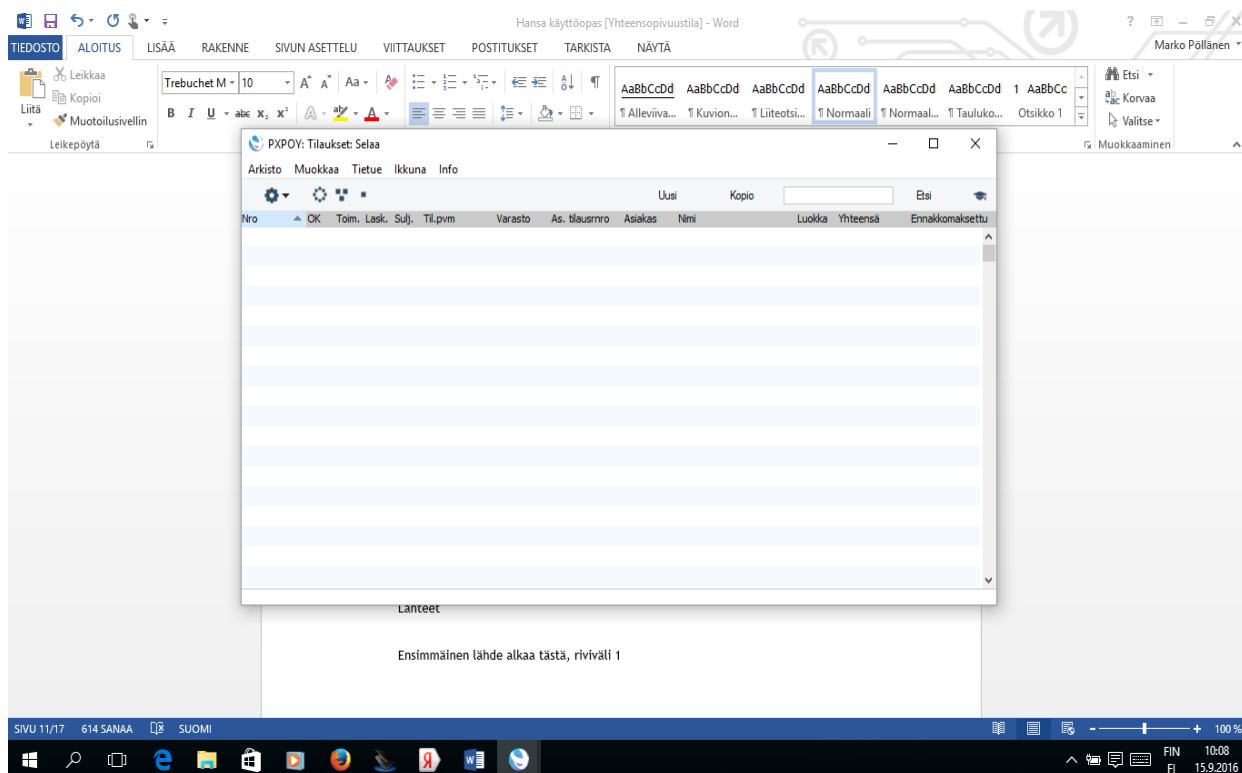 Hansa käyttöopas [Yhteensopivuustila] - Word
?
TIEDOSTO ALOITUS LISÄÄ RAKENNE SIVUN ASETTELU VIITTAUKSET POSTITUKSET TARKISTA NÄYTÄ Marko Pöllänen
Liitä
Leikkaa
Kopioi
Muotoilusivellin
Leikepöytä
Trebuchet M 10
B I U abc X₂ X²
AaBbCcDd AaBbCcDd AaBbCcDd AaBbCcDd AaBbCcDd AaBbCcDd 1 AaBbCc
¶ Alleviiva... ¶ Kuvion... ¶ Liiteotsi... ¶ Normaali ¶ Normaal... ¶ Tauluko... Otsikko 1
Etsi
Korvaa
Valitse
Muokkaaminen
PXPOY: Tilaukset: Selaa
Arkisto Muokkaa Tietue Ikkuna Info
Uusi Kopio Etsi
Nro OK Toim. Lask. Sulj. Til.pvm Varasto As. tilausrnro Asiakas Nimi Luokka Yhteensä Ennakkomaksettu
Lähteet
Ensimmäinen lähde alkaa tästä, riviväli 1
SIVU 11/17 614 SANAA SUOMI 100 %
FIN 10:08
FI 15.9.2016